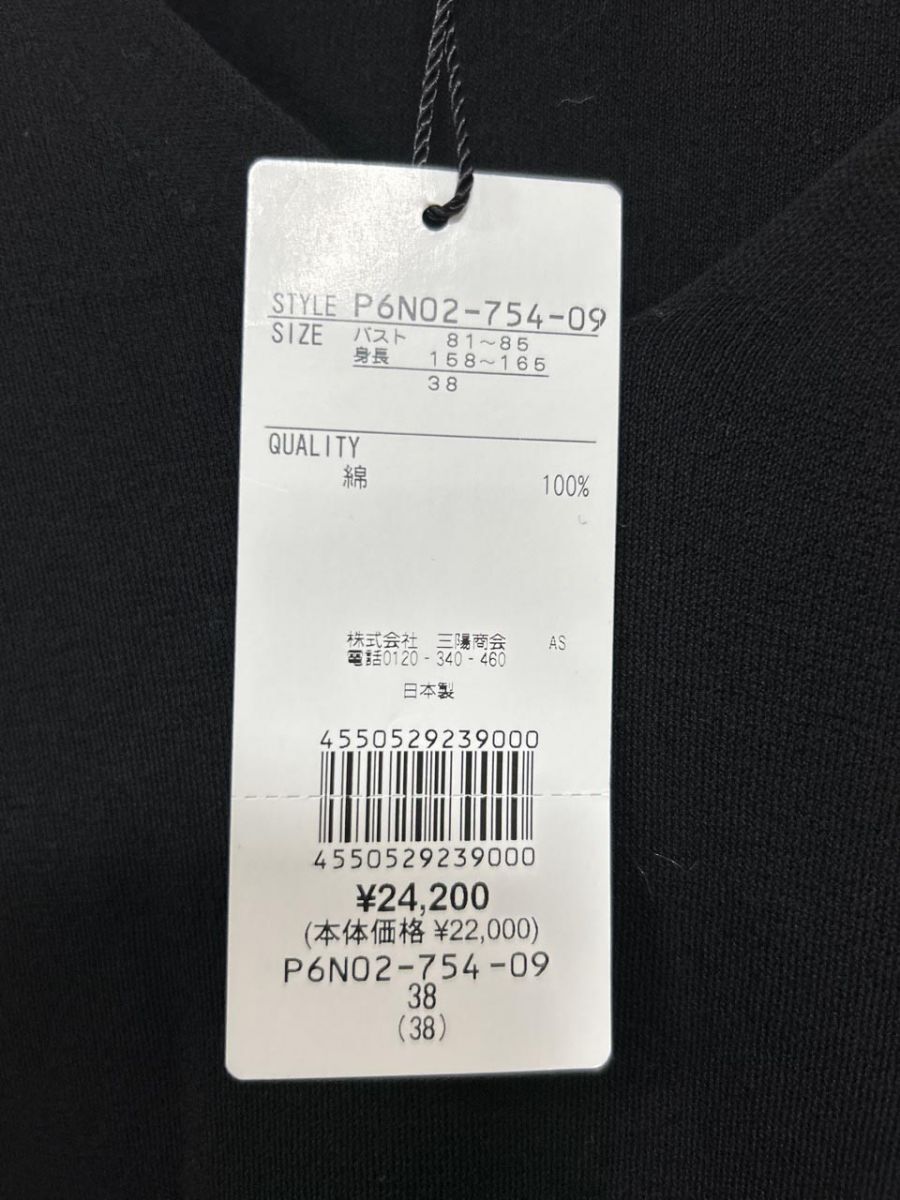 STYLE P6N02-754-09
SIZE バスト 81～85
身長 158～165
38
QUALITY
綿 100%
株式会社 三陽商会 AS
電話0120-340-460
日本製
4550529239000
4550529239000
¥24,200
(本体価格 ¥22,000)
P6N02-754-09
38
(38)